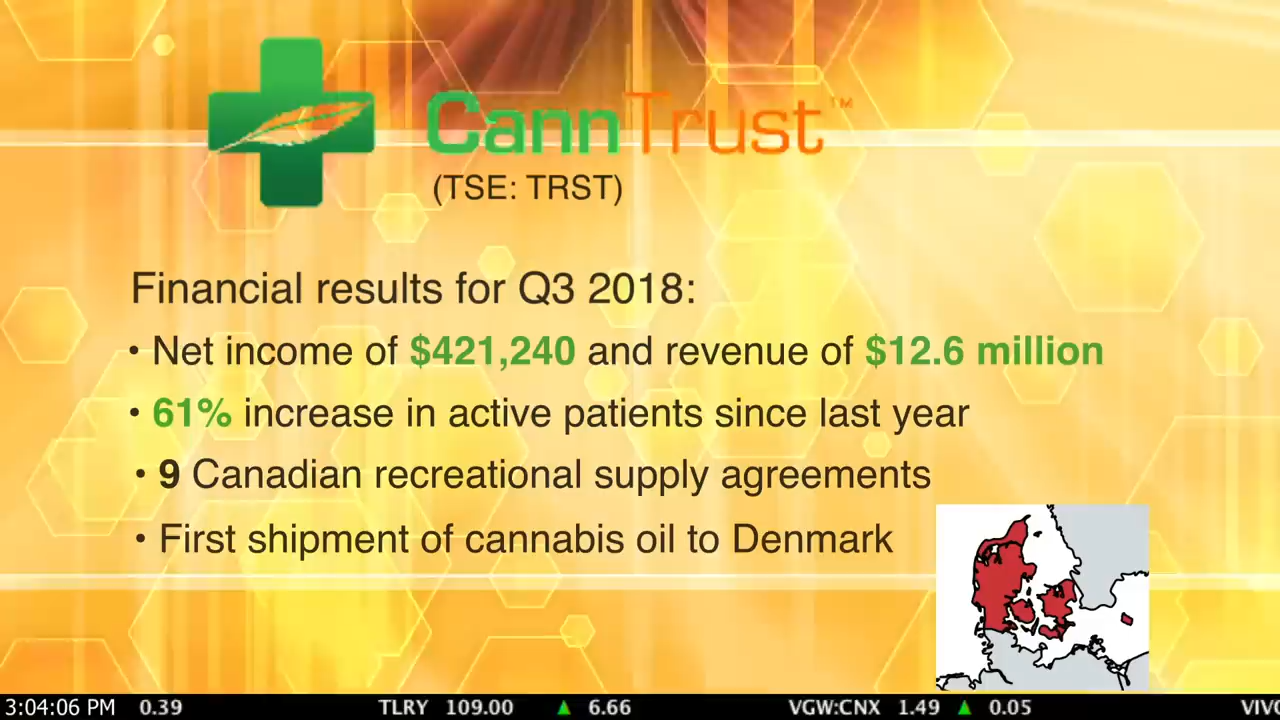 CannTrust™
(TSE: TRST)
Financial results for Q3 2018:
• Net income of $421,240 and revenue of $12.6 million
• 61% increase in active patients since last year
• 9 Canadian recreational supply agreements
• First shipment of cannabis oil to Denmark
3:04:06 PM 0.39 TLRY 109.00 ▲ 6.66 VGW:CNX 1.49 ▲ 0.05